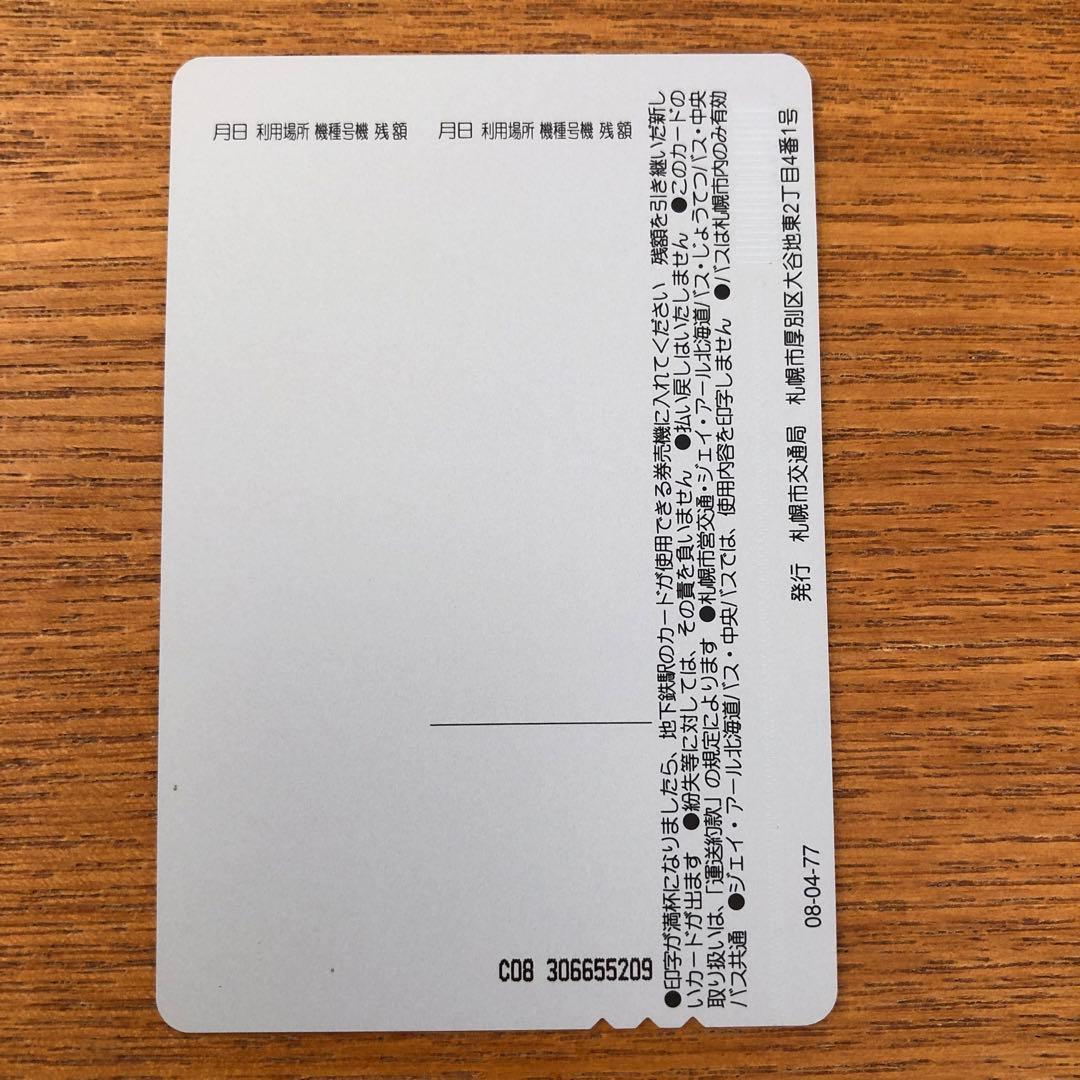 月日 利用場所 機種号機 残額 月日 利用場所 機種号機 残額
●印字が満杯になりましたら、地下鉄駅のカードが使用できる券売機に入れてください 残額を引き継いだ新し
いカードが出ます ●紛失等に対しては、その責を負いません ●払い戻しはいたしません ●このカードの
取り扱いは、「運送約款」の規定によります ●札幌市営交通・ジェイ・アール北海道バス・じょうてつバス・中央
バス共通 ●ジェイ・アール北海道バス・中央バスでは、使用内容を印字しません ●バスは札幌市内のみ有効
発行 札幌市交通局 札幌市厚別区大谷地東2丁目4番1号
08-04-77
C08 306655209